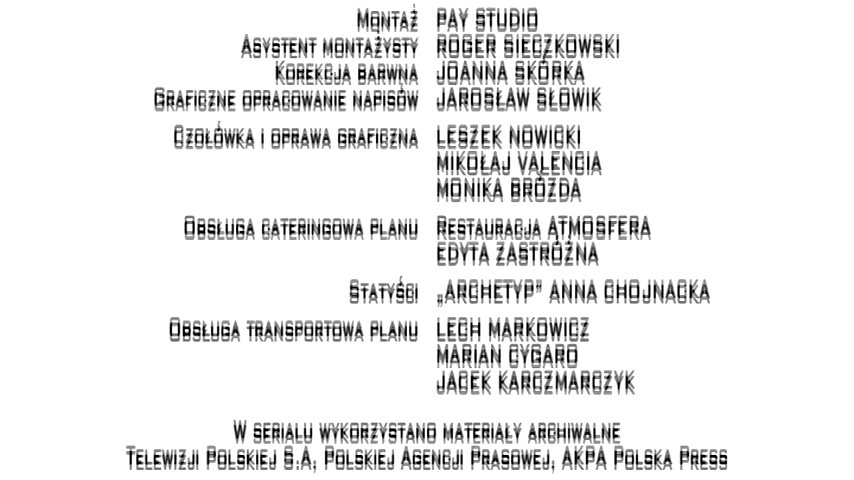 Montaż PAY STUDIO
Asystent montażysty ROGER SIECZKOWSKI
Korekcja barwna JOANNA SKÓRKA
Graficzne opracowanie napisów JAROSŁAW SŁOWIK
Czołówka i oprawa graficzna LESZEK NOWICKI
MIKOŁAJ VALENCIA
MONIKA BRÓZDA
Obsługa cateringowa planu Restauracja ATMOSFERA
EDYTA ZASTRÓŻNA
Statyści „ARCHETYP” ANNA CHOJNACKA
Obsługa transportowa planu LECH MARKOWICZ
MARIAN CYGARO
JACEK KARCZMARCZYK
W serialu wykorzystano materiały archiwalne
Telewizji Polskiej S.A, Polskiej Agencji Prasowej, AKPA Polska Press